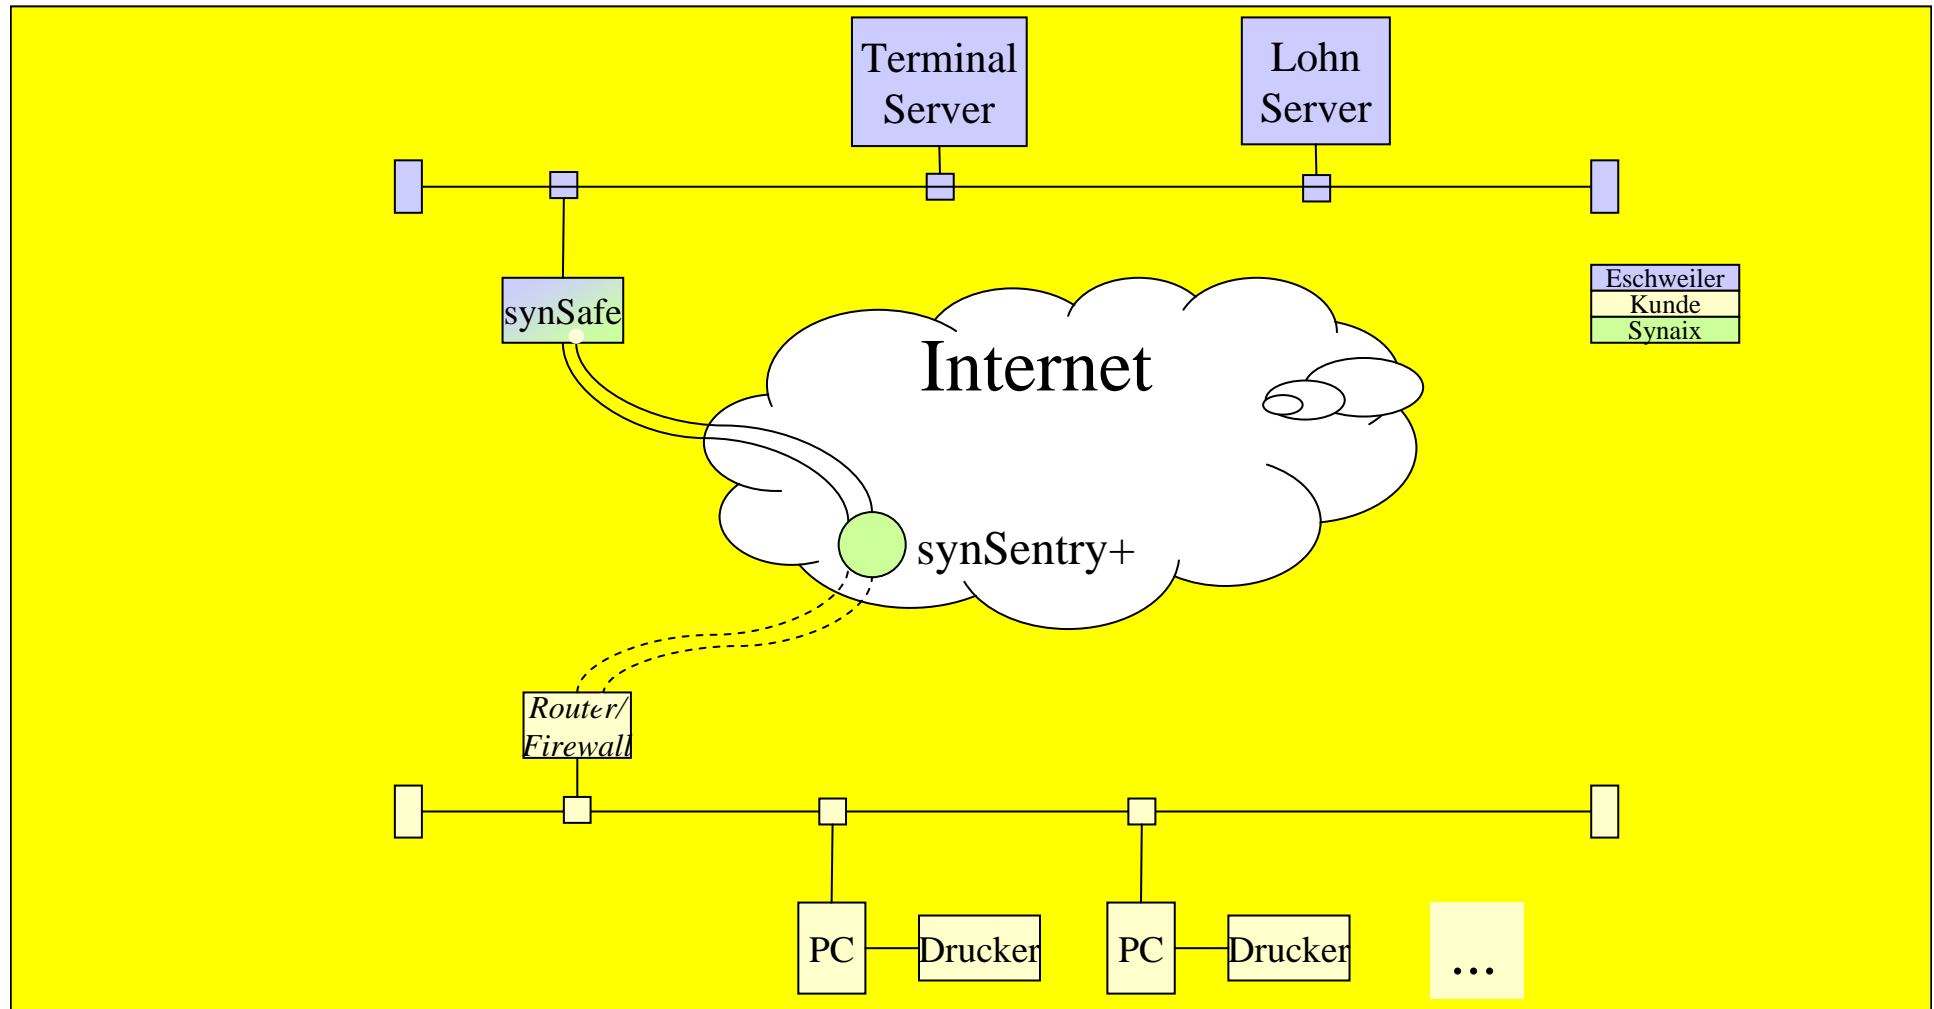 Terminal
Server
Lohn
Server
synSafe
Eschweiler
Kunde
Synaix
Internet
synSentry+
Router/
Firewall
PC
Drucker
PC
Drucker
...